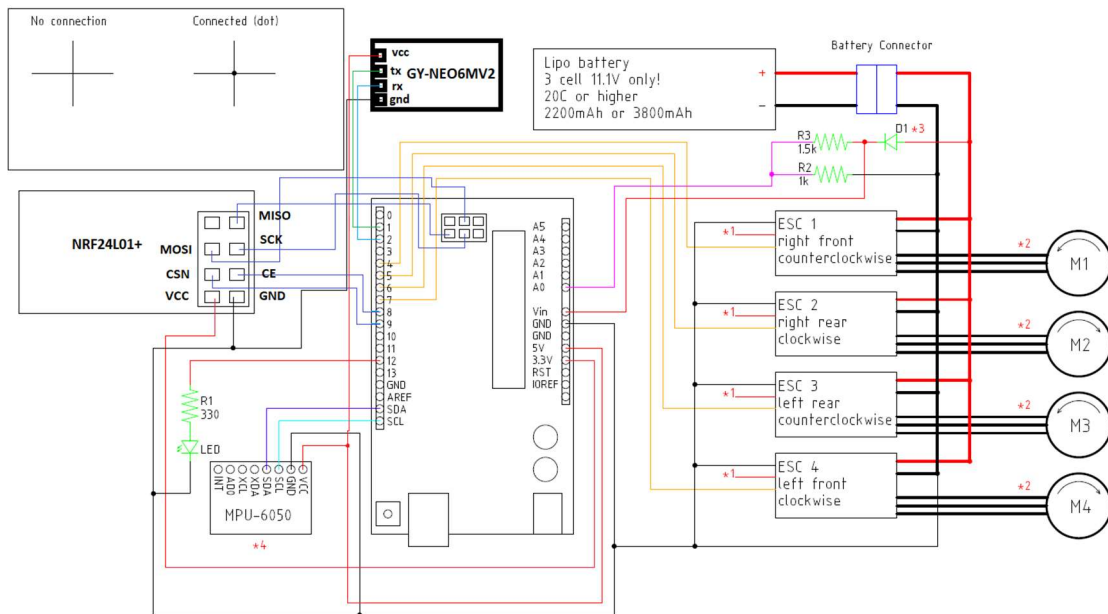 No connection
Connected (dot)
vcc
tx
rx
gnd
GY-NEO6MV2
Lipo battery
3 cell 11.1V only!
20C or higher
2200mAh or 3800mAh
+
−
Battery Connector
R3
1.5k
D1 *3
R2
1k
NRF24L01+
MISO
MOSI
SCK
CSN
CE
VCC
GND
0
1
2
3
4
5
6
7
8
9
10
11
12
13
GND
AREF
SDA
SCL
A5
A4
A3
A2
A1
A0
Vin
GND
GND
5V
3.3V
RST
IOREF
ESC 1
right front
counterclockwise
*1
*2
M1
ESC 2
right rear
clockwise
*1
*2
M2
ESC 3
left rear
counterclockwise
*1
*2
M3
ESC 4
left front
clockwise
*1
*2
M4
R1
330
LED
INT
AD0
XCL
XDA
SDA
SCL
GND
VCC
MPU-6050
*4